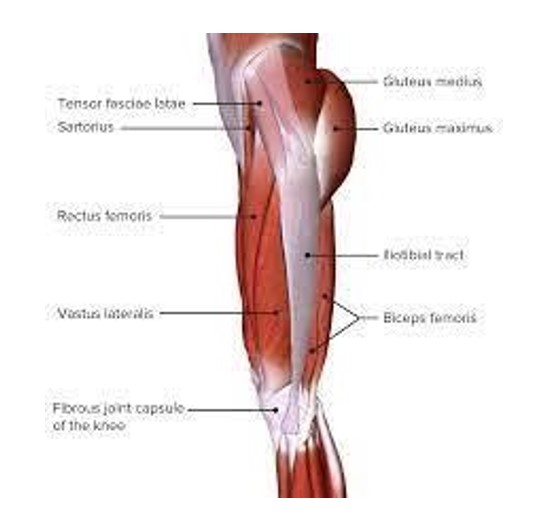 Gluteus medius
Tensor fasciae latae
Sartorius
Gluteus maximus
Rectus femoris
Iliotibial tract
Vastus lateralis
Biceps femoris
Fibrous joint capsule
of the knee